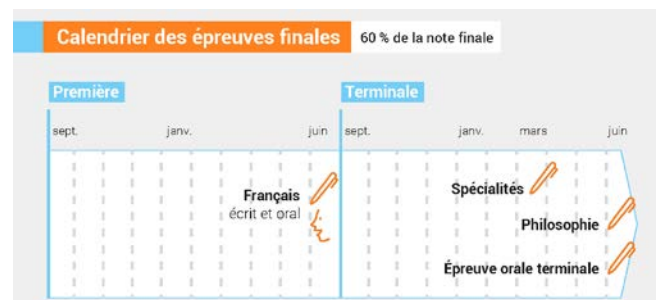 Calendrier des épreuves finales 60 % de la note finale
Première Terminale
sept. janv. juin sept. janv. mars juin
Spécialités
Français
écrit et oral
Philosophie
Épreuve orale terminale